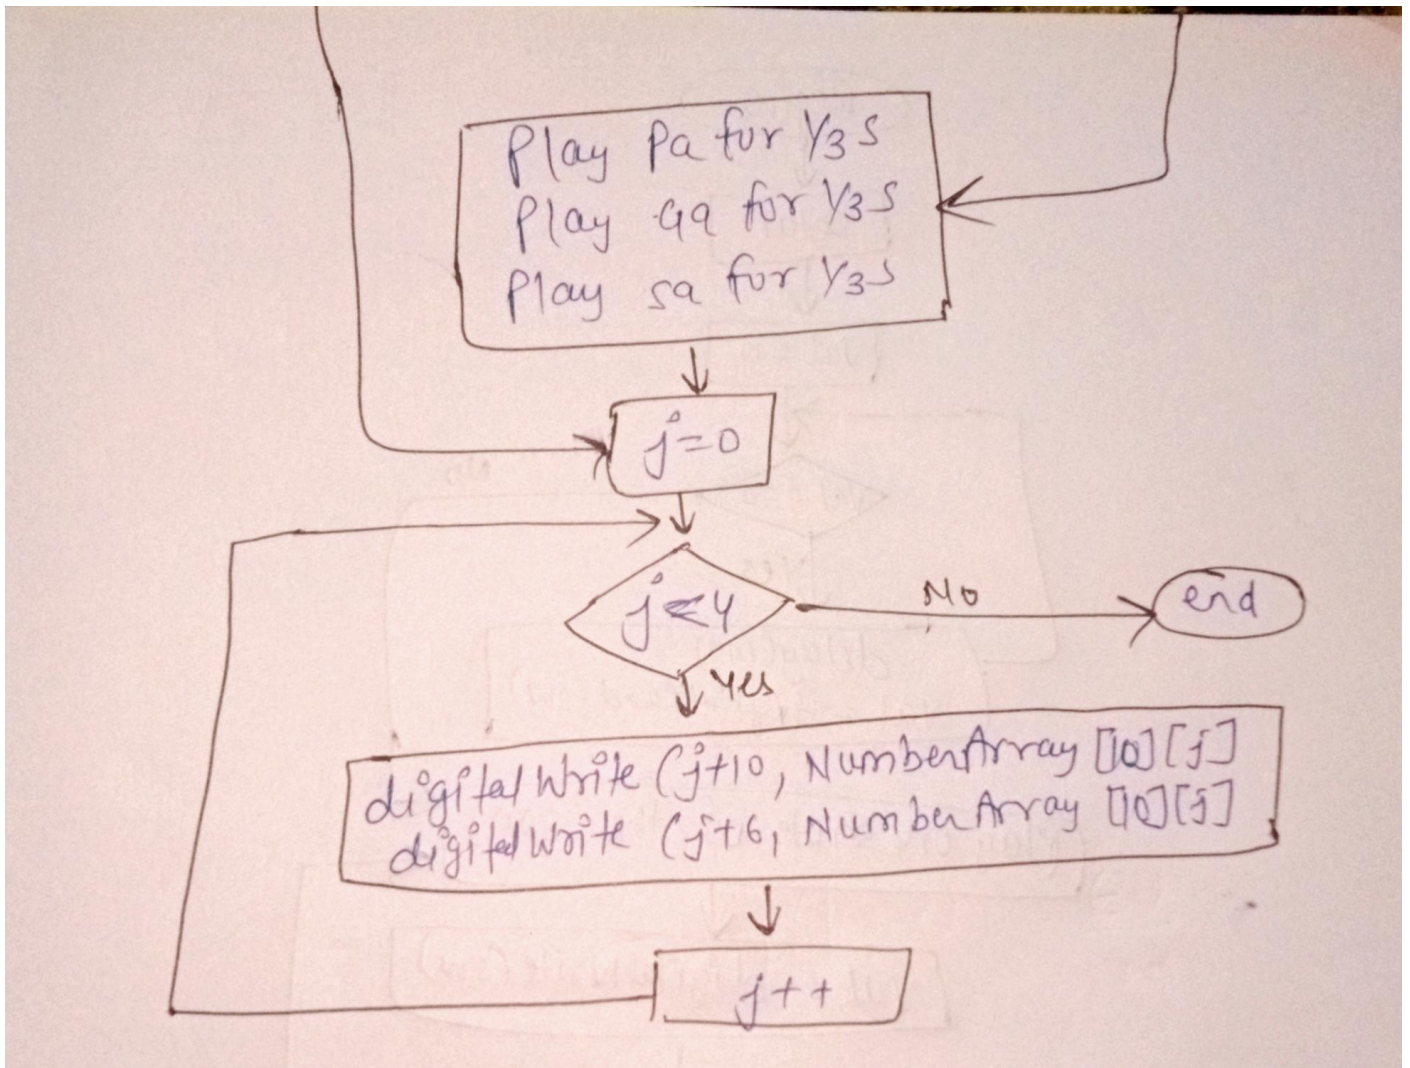 Play Pa for 1/3 s
Play Ga for 1/3 s
Play sa for 1/3 s
j=0
j<4
No
end
Yes
digitalWrite (j+10, NumberArray [10][j]
digitalWrite (j+6, NumberArray [10][j]
j++